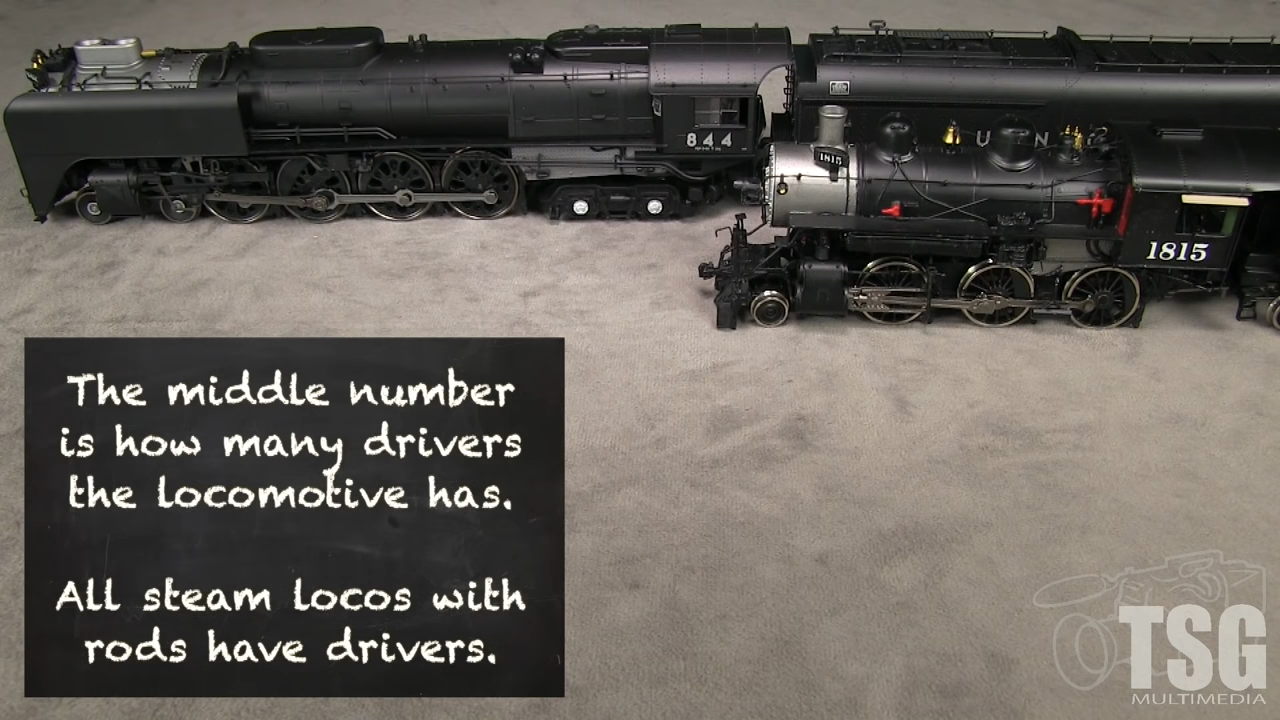 844
U N
1815
1815
The middle number
is how many drivers
the locomotive has.
All steam locos with
rods have drivers.
TSG
MULTIMEDIA